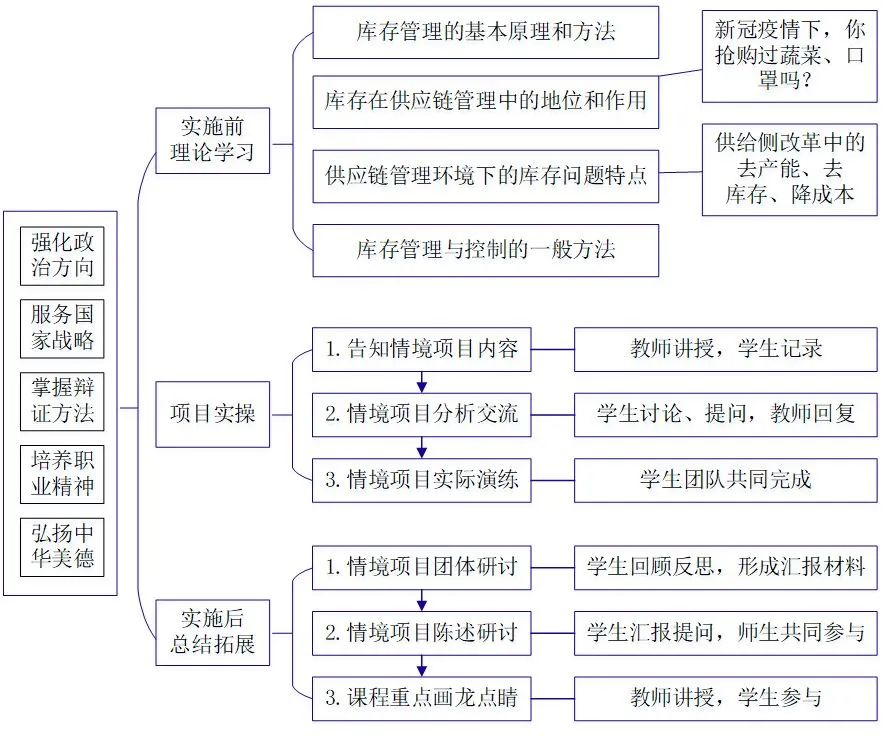 强化政
治方向
服务国
家战略
掌握辩
证方法
培养职
业精神
弘扬中
华美德
实施前
理论学习
库存管理的基本原理和方法
库存在供应链管理中的地位和作用
新冠疫情下，你
抢购过蔬菜、口
罩吗？
供应链管理环境下的库存问题特点
供给侧改革中的
去产能、去
库存、降成本
库存管理与控制的一般方法
项目实操
1.告知情境项目内容
教师讲授，学生记录
2.情境项目分析交流
学生讨论、提问，教师回复
3.情境项目实际演练
学生团队共同完成
实施后
总结拓展
1.情境项目团体研讨
学生回顾反思，形成汇报材料
2.情境项目陈述研讨
学生汇报提问，师生共同参与
3.课程重点画龙点睛
教师讲授，学生参与